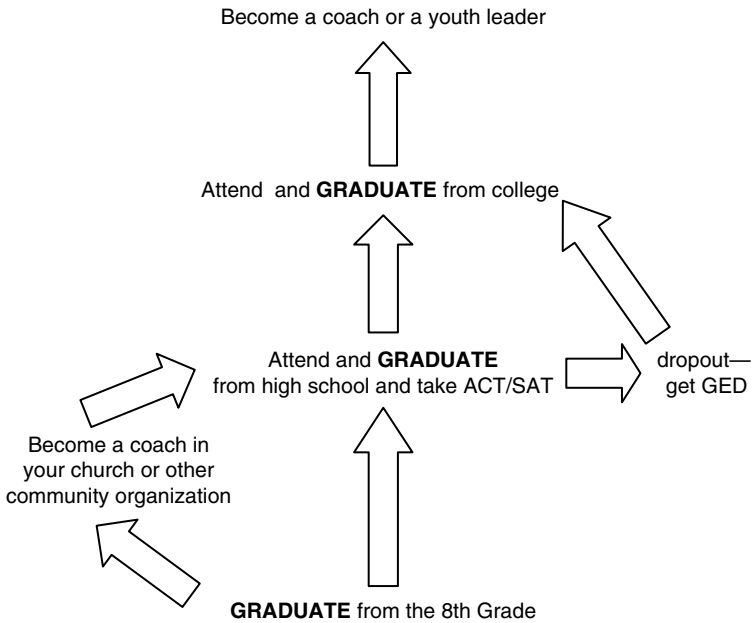 Become a coach or a youth leader
Attend and GRADUATE from college
Attend and GRADUATE
from high school and take ACT/SAT
dropout—
get GED
Become a coach in
your church or other
community organization
GRADUATE from the 8th Grade